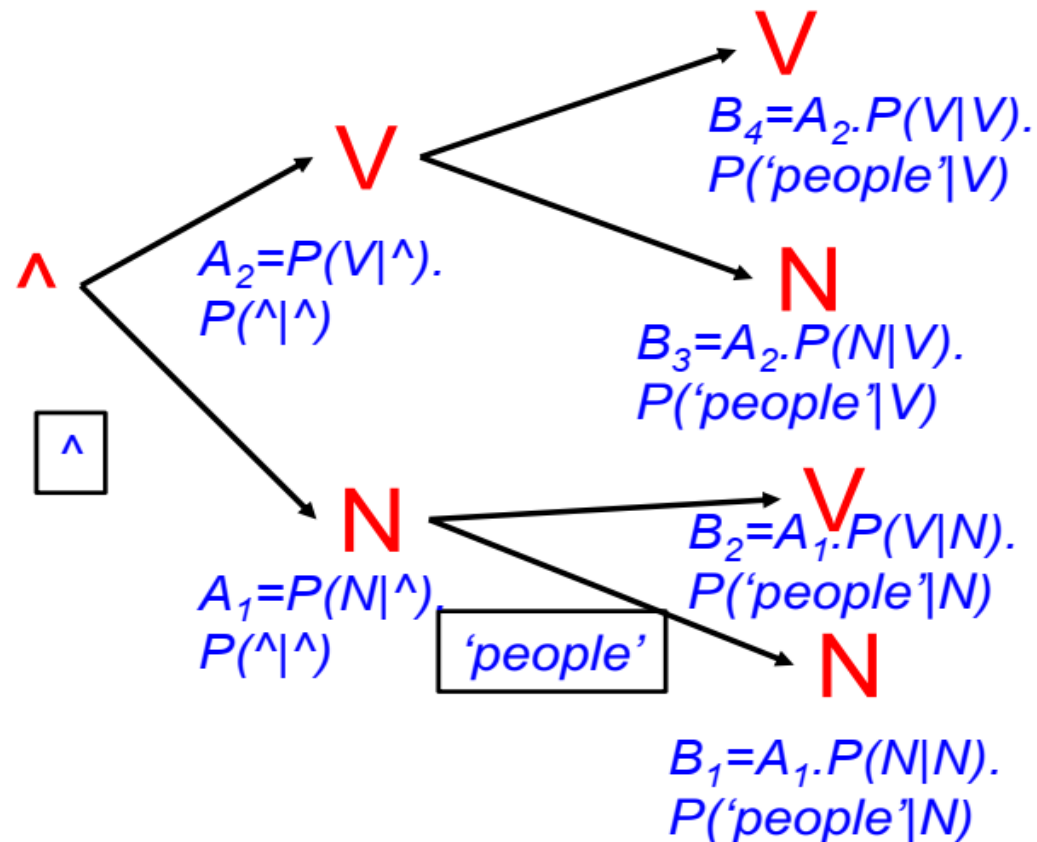 V
B₄=A₂.P(V|V).
P(‘people’|V)
V
A₂=P(V|^).
P(^|^)
^
N
B₃=A₂.P(N|V).
P(‘people’|V)
^
V
B₂=A₁.P(V|N).
P(‘people’|N)
N
A₁=P(N|^).
P(^|^)
‘people’
N
B₁=A₁.P(N|N).
P(‘people’|N)